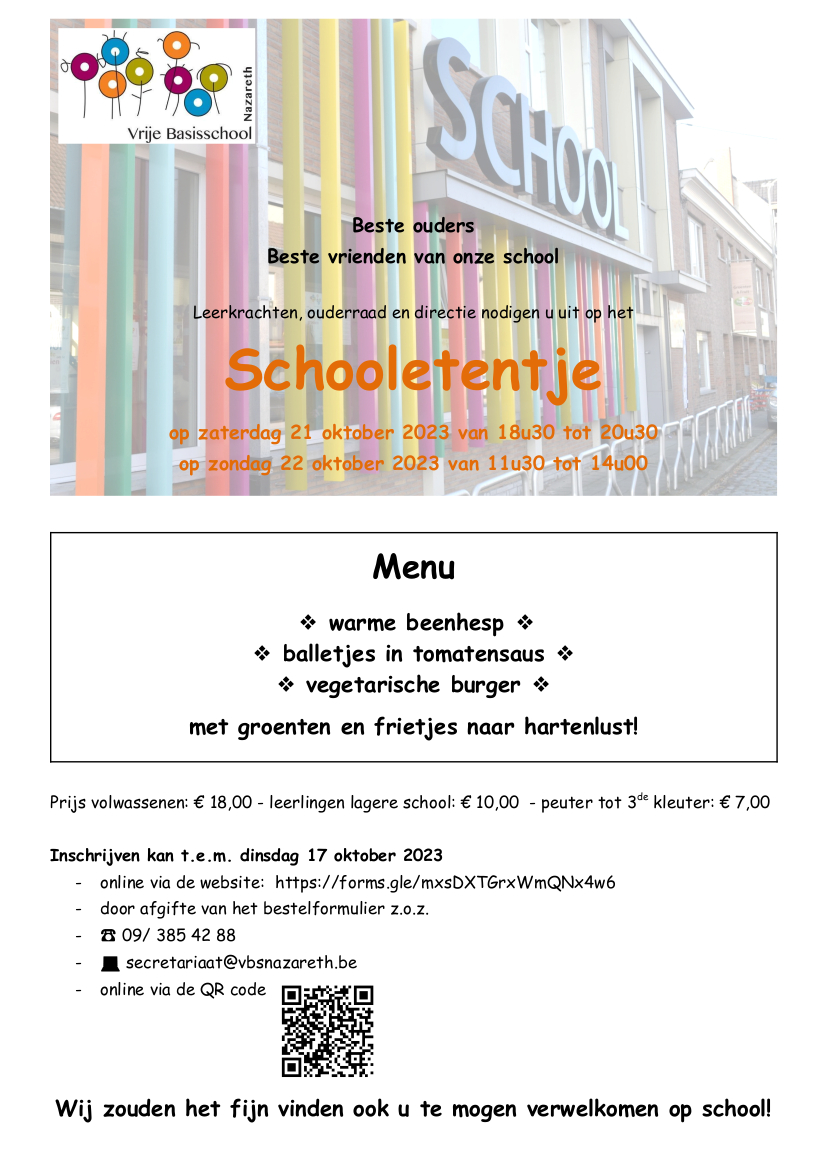 Vrije Basisschool
Nazareth
SCHOOL
Beste ouders
Beste vrienden van onze school
Leerkrachten, ouderraad en directie nodigen u uit op het
Schooletentje
op zaterdag 21 oktober 2023 van 18u30 tot 20u30
op zondag 22 oktober 2023 van 11u30 tot 14u00
Menu
❖ warme beenhesp ❖
❖ balletjes in tomatensaus ❖
❖ vegetarische burger ❖
met groenten en frietjes naar hartenlust!
Prijs volwassenen: € 18,00 - leerlingen lagere school: € 10,00 - peuter tot 3de kleuter: € 7,00
Inschrijven kan t.e.m. dinsdag 17 oktober 2023
- online via de website: https://forms.gle/mxsDXTGrxWmQNx4w6
- door afgifte van het bestelformulier z.o.z.
- ☎ 09/ 385 42 88
- secretariaat@vbsnazareth.be
- online via de QR code
Wij zouden het fijn vinden ook u te mogen verwelkomen op school!